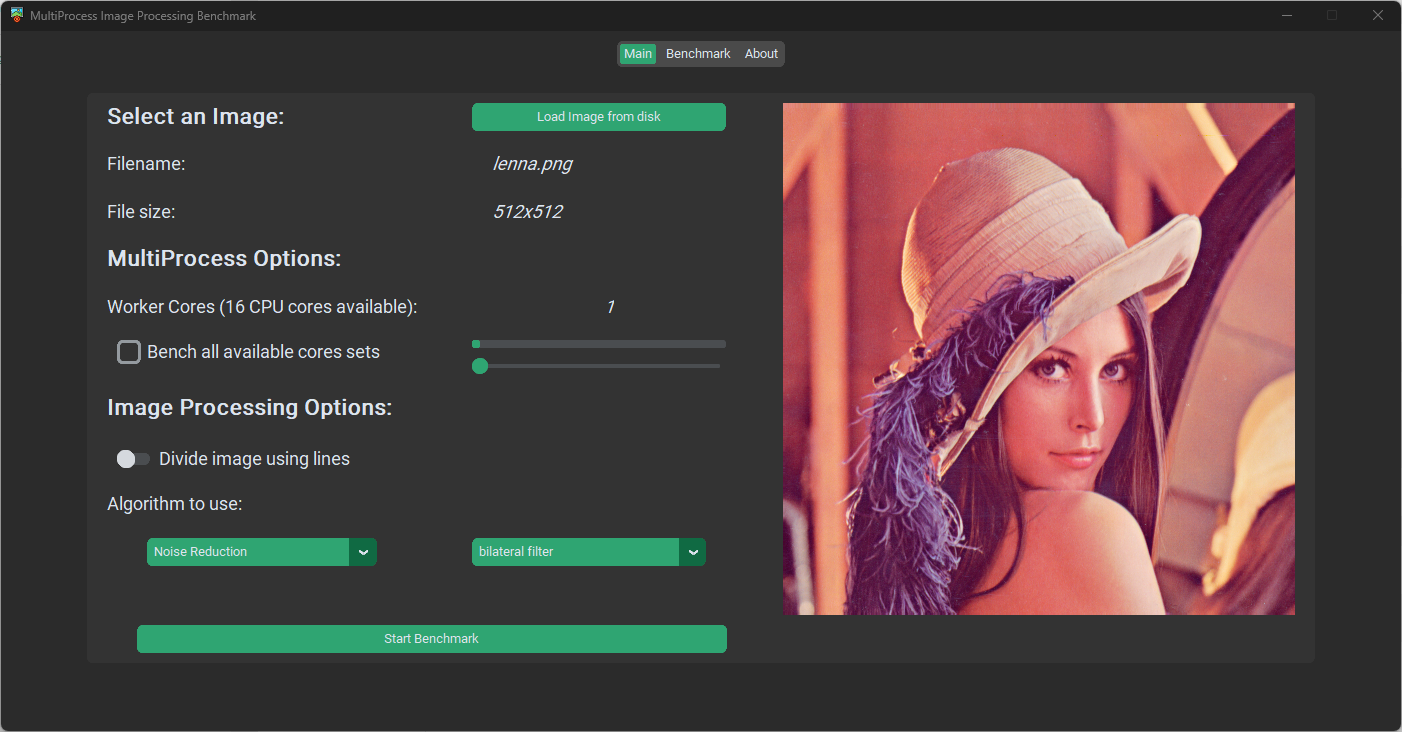 MultiProcess Image Processing Benchmark
Main Benchmark About
Select an Image:
Load Image from disk
Filename:
lenna.png
File size:
512x512
MultiProcess Options:
Worker Cores (16 CPU cores available):
1
Bench all available cores sets
Image Processing Options:
Divide image using lines
Algorithm to use:
Noise Reduction
bilateral filter
Start Benchmark